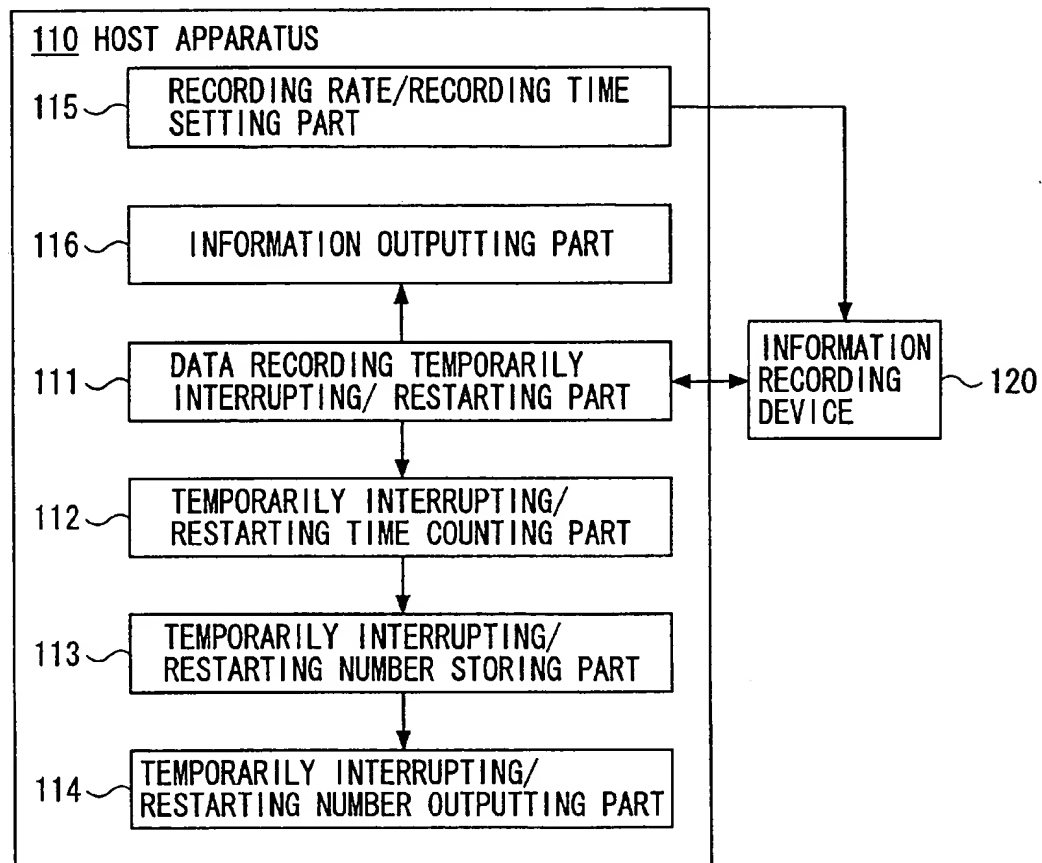 110 HOST APPARATUS
115
RECORDING RATE/RECORDING TIME
SETTING PART
116
INFORMATION OUTPUTTING PART
111
DATA RECORDING TEMPORARILY
INTERRUPTING/ RESTARTING PART
INFORMATION
RECORDING
DEVICE
120
112
TEMPORARILY INTERRUPTING/
RESTARTING TIME COUNTING PART
113
TEMPORARILY INTERRUPTING/
RESTARTING NUMBER STORING PART
114
TEMPORARILY INTERRUPTING/
RESTARTING NUMBER OUTPUTTING PART